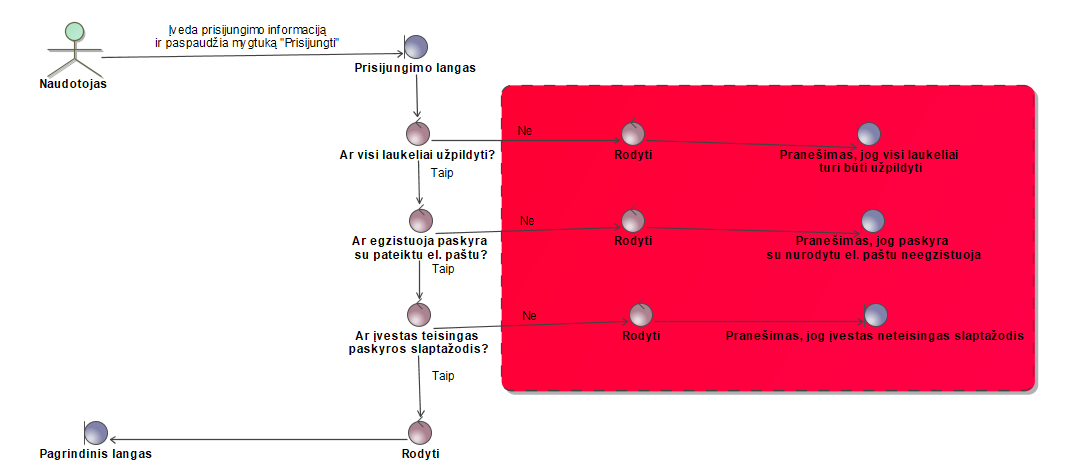 Įveda prisijungimo informaciją
ir paspaudžia mygtuką "Prisijungti"
Naudotojas
Prisijungimo langas
Ne
Ar visi laukeliai užpildyti?
Rodyti
Pranešimas, jog visi laukeliai
turi būti užpildyti
Taip
Ne
Ar egzistuoja paskyra
su pateiktu el. paštu?
Rodyti
Pranešimas, jog paskyra
su nurodytu el. paštu neegzistuoja
Taip
Ne
Ar įvestas teisingas
paskyros slaptažodis?
Rodyti
Pranešimas, jog įvestas neteisingas slaptažodis
Taip
Pagrindinis langas
Rodyti